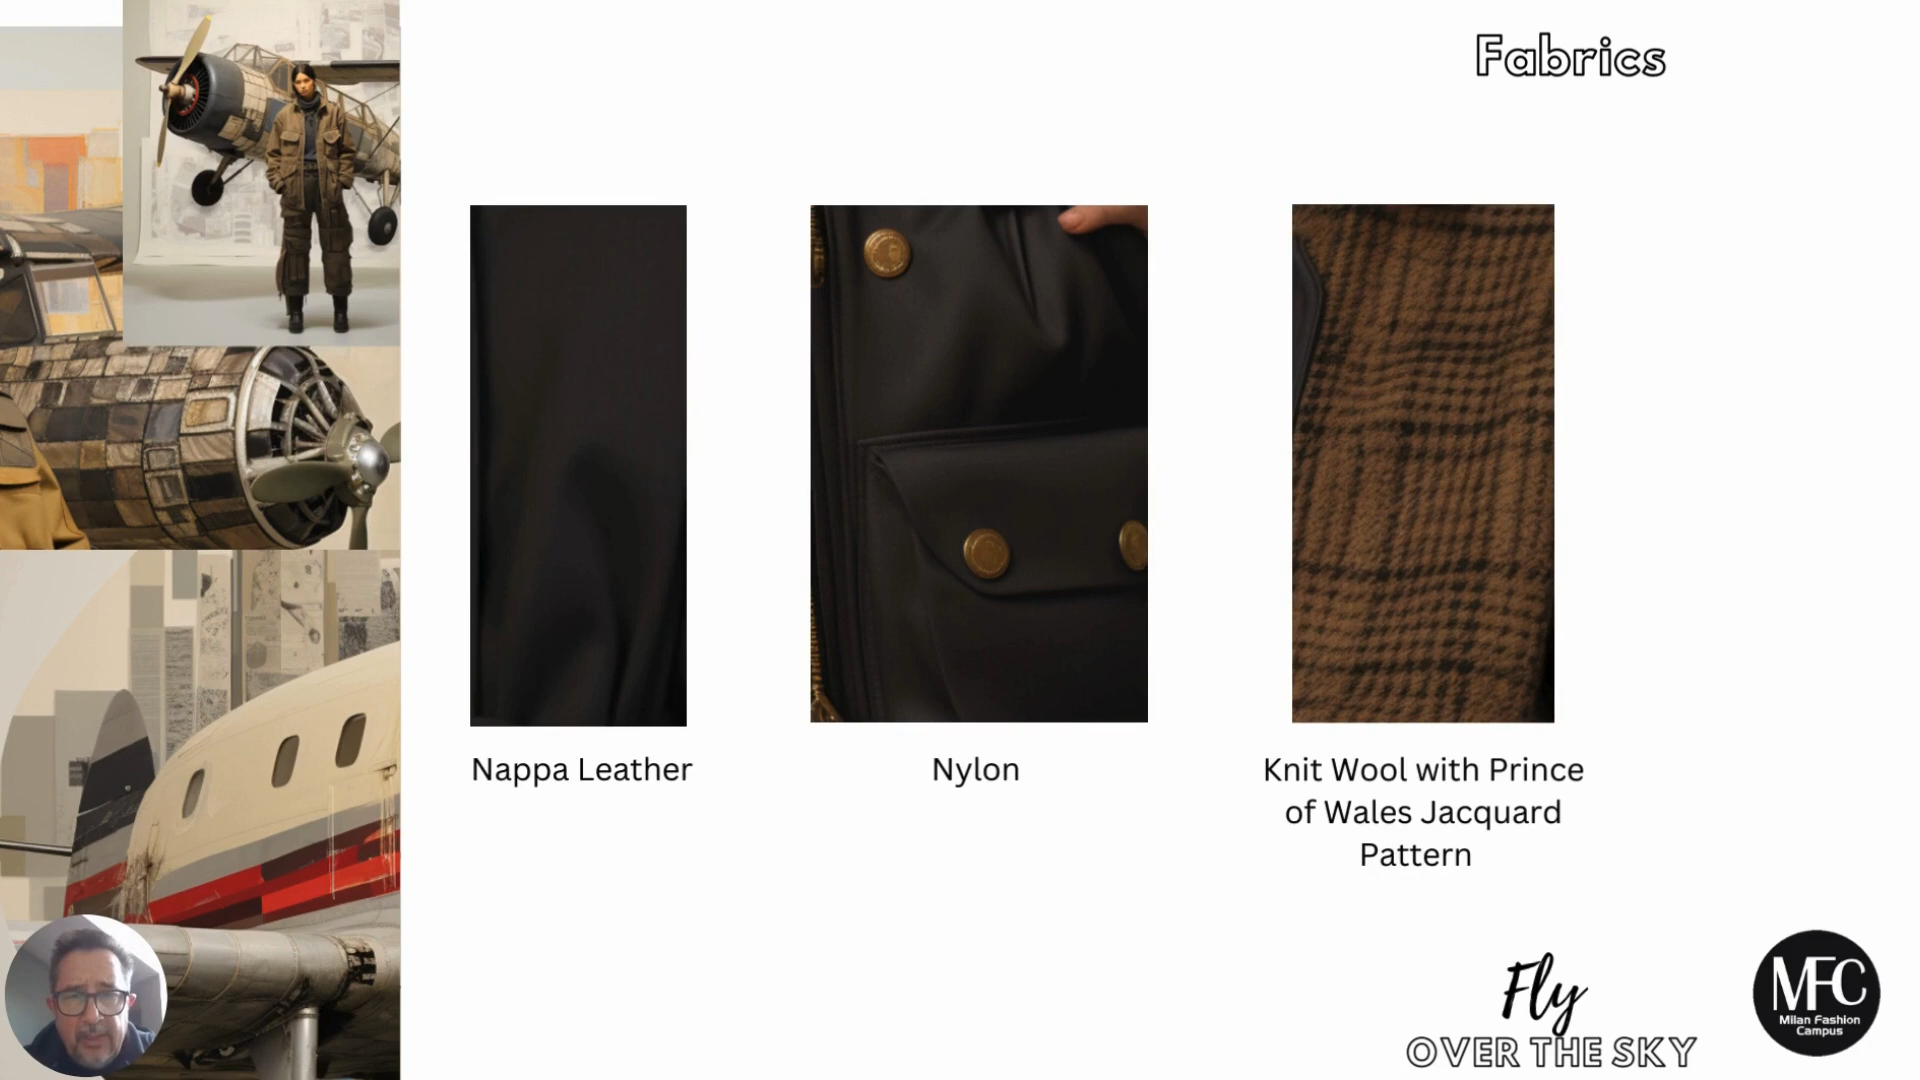 Fabrics
Nappa Leather
Nylon
Knit Wool with Prince
of Wales Jacquard
Pattern
Fly
OVER THE SKY
MFC
Milan Fashion
Campus